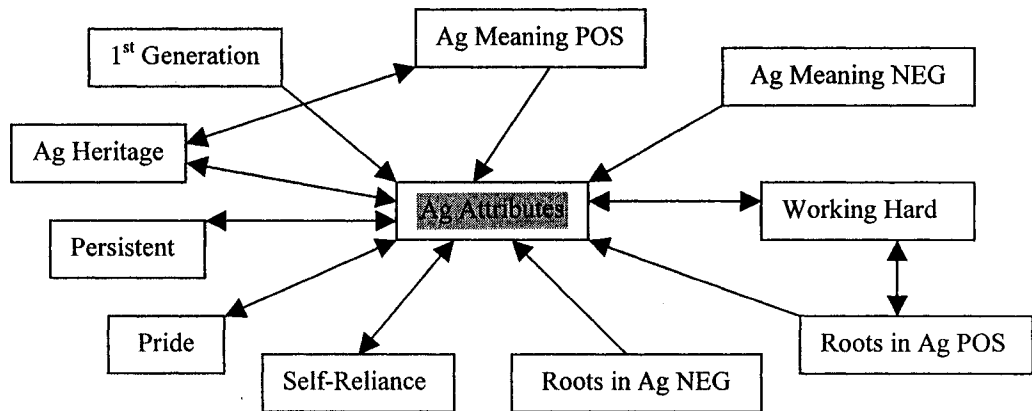 Ag Meaning POS
1st Generation
Ag Meaning NEG
Ag Heritage
Ag Attributes
Working Hard
Persistent
Pride
Roots in Ag POS
Self-Reliance
Roots in Ag NEG